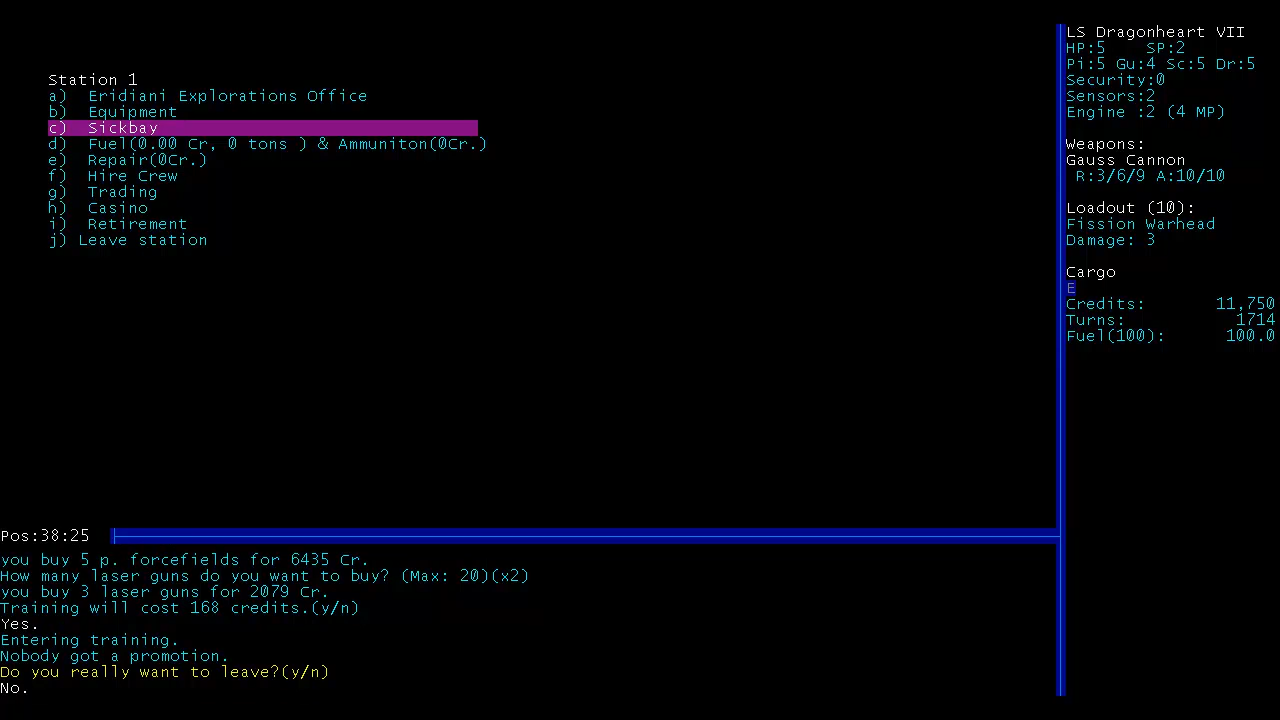 Station 1
a)  Eridiani Explorations Office
b)  Equipment
c)  Sickbay
d)  Fuel(0.00 Cr, 0 tons ) & Ammuniton(0Cr.)
e)  Repair(0Cr.)
f)  Hire Crew
g)  Trading
h)  Casino
i)  Retirement
j) Leave station
LS Dragonheart VII
HP:5    SP:2
Pi:5 Gu:4 Sc:5 Dr:5
Security:0
Sensors:2
Engine :2 (4 MP)
Weapons:
Gauss Cannon
R:3/6/9 A:10/10
Loadout (10):
Fission Warhead
Damage: 3
Cargo
E
Credits:       11,750
Turns:           1714
Fuel(100):      100.0
Pos:38:25
you buy 5 p. forcefields for 6435 Cr.
How many laser guns do you want to buy? (Max: 20)(x2)
you buy 3 laser guns for 2079 Cr.
Training will cost 168 credits.(y/n)
Yes.
Entering training.
Nobody got a promotion.
Do you really want to leave?(y/n)
No.